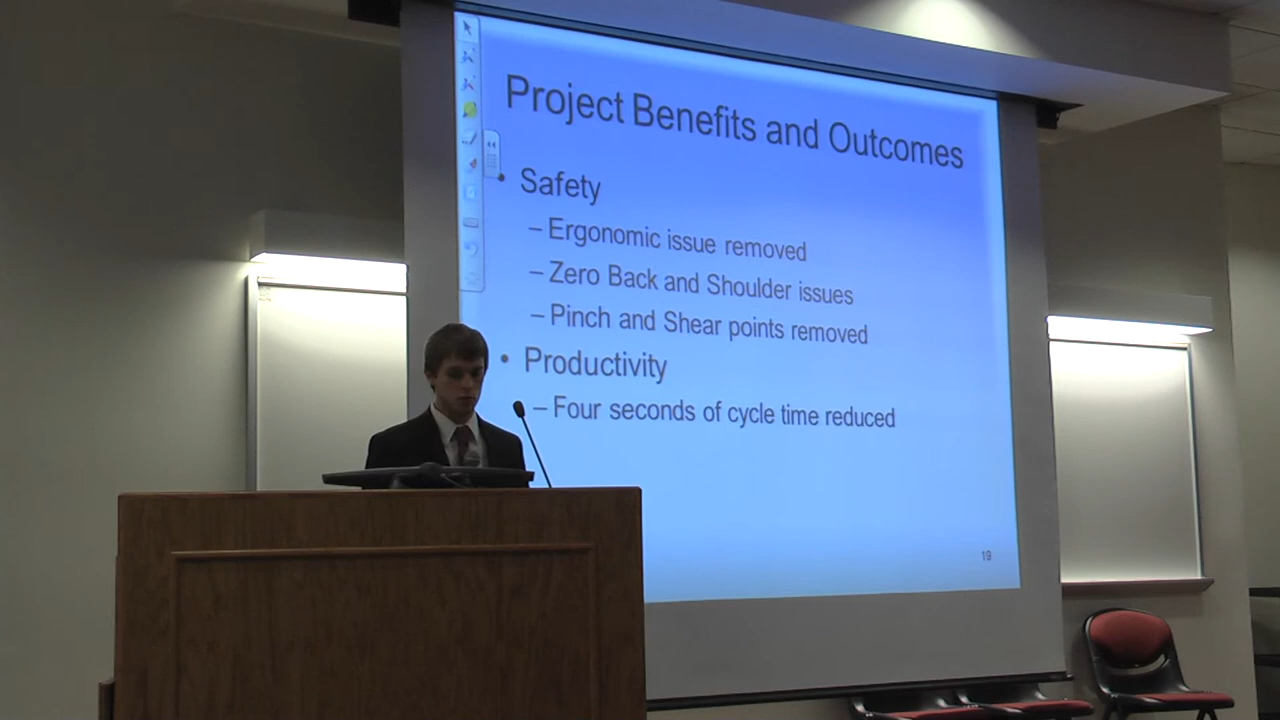 Project Benefits and Outcomes
• Safety
– Ergonomic issue removed
– Zero Back and Shoulder issues
– Pinch and Shear points removed
• Productivity
– Four seconds of cycle time reduced
19